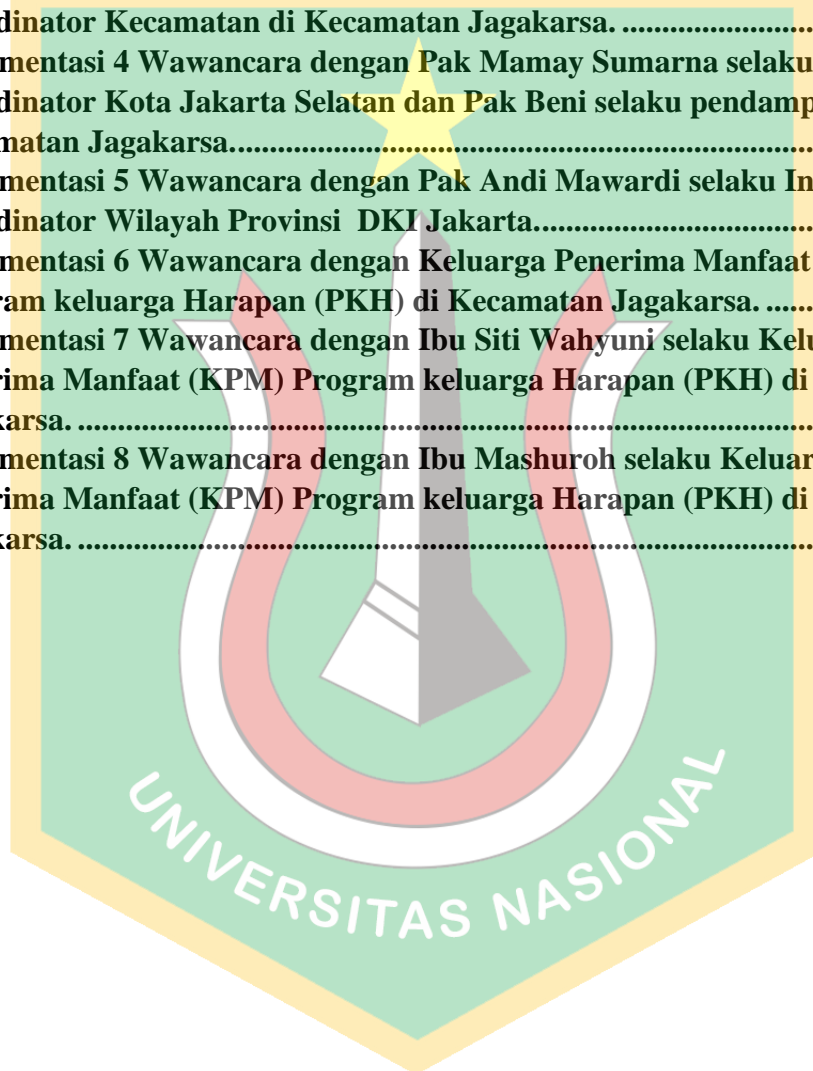 dinator Kecamatan di Kecamatan Jagakarsa. ........................
mentasi 4 Wawancara dengan Pak Mamay Sumarna selaku
dinator Kota Jakarta Selatan dan Pak Beni selaku pendamp
matan Jagakarsa.........................................................................
mentasi 5 Wawancara dengan Pak Andi Mawardi selaku In
dinator Wilayah Provinsi  DKI Jakarta...................................
mentasi 6 Wawancara dengan Keluarga Penerima Manfaat
ram keluarga Harapan (PKH) di Kecamatan Jagakarsa. ......
mentasi 7 Wawancara dengan Ibu Siti Wahyuni selaku Kelu
rima Manfaat (KPM) Program keluarga Harapan (PKH) di
karsa. ............................................................................................
mentasi 8 Wawancara dengan Ibu Mashuroh selaku Keluar
rima Manfaat (KPM) Program keluarga Harapan (PKH) di
karsa. ............................................................................................
UNIVERSITAS NASIONAL